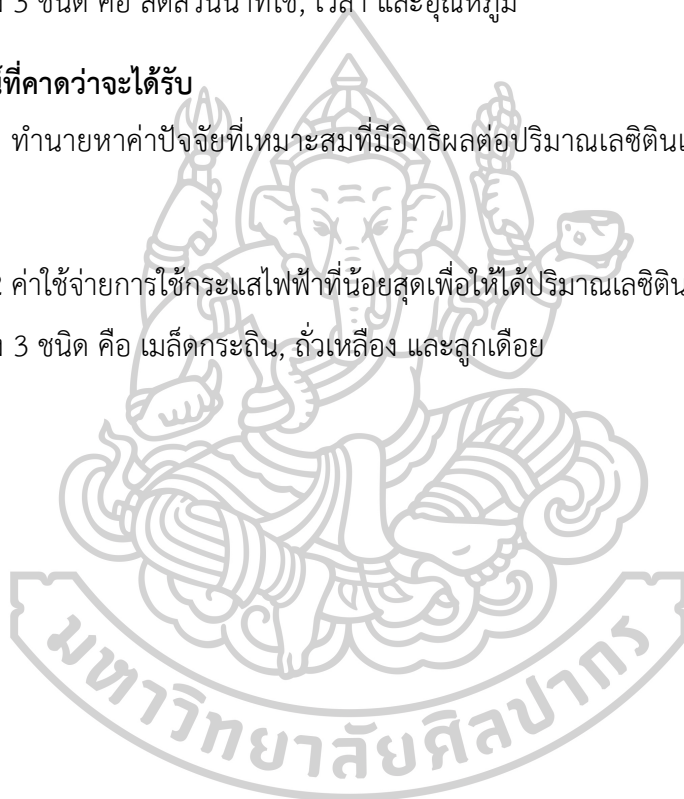 3 ชนิด คือ สัดส่วนน้ำที่ใช้, เวลา และอุณหภูมิ
ที่คาดว่าจะได้รับ
ทำนายหาค่าปัจจัยที่เหมาะสมที่มีอิทธิผลต่อปริมาณเลซิติน
ค่าใช้จ่ายการใช้กระแสไฟฟ้าที่น้อยสุดเพื่อให้ได้ปริมาณเลซิติน
3 ชนิด คือ เมล็ดกระถิน, ถั่วเหลือง และลูกเดือย
มหาวิทยาลัยศิลปากร